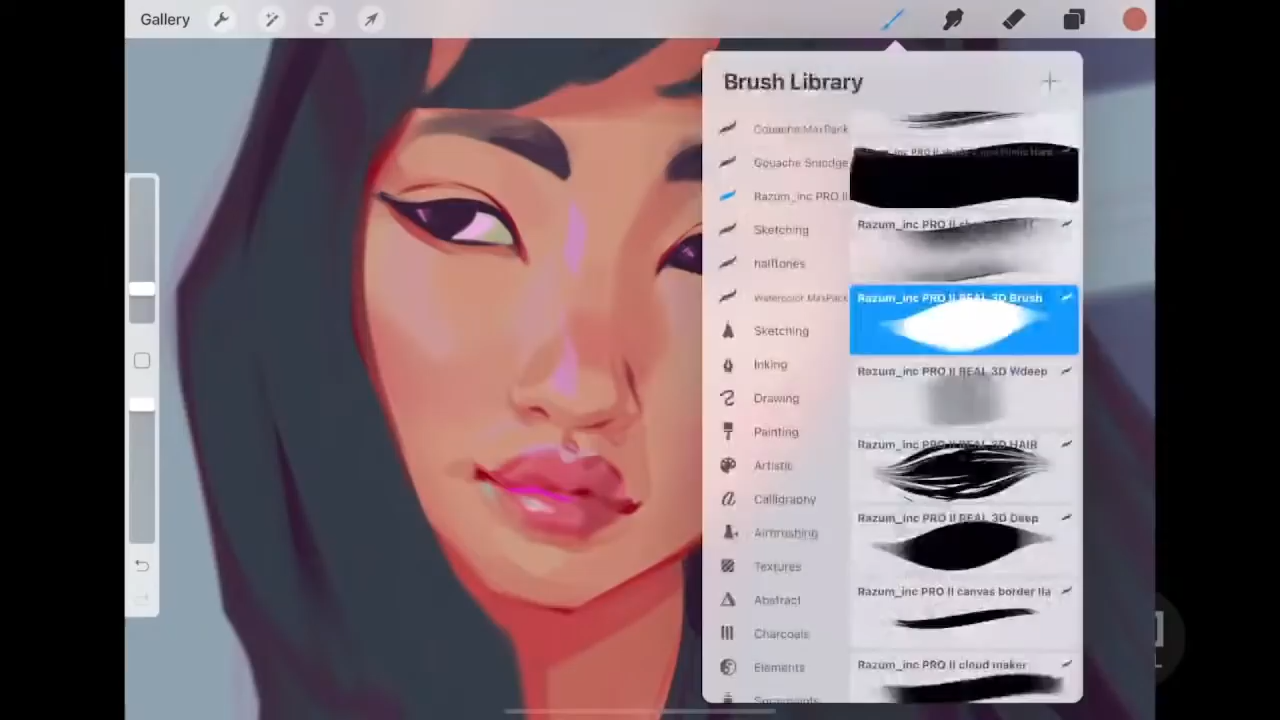 Gallery
Brush Library
Gouache MaxPack
Gouache Smudge
Razum_inc PRO II
Sketching
halftones
Watercolor MaxPack
Sketching
Inking
Drawing
Painting
Artistic
Calligraphy
Airbrushing
Textures
Abstract
Charcoals
Elements
Razum_inc PRO II
Razum_inc PRO II REAL 3D Brush
Razum_inc PRO II REAL 3D Wdeep
Razum_inc PRO II REAL 3D HAIR
Razum_inc PRO II REAL 3D Deep
Razum_inc PRO II canvas border
Razum_inc PRO II cloud maker